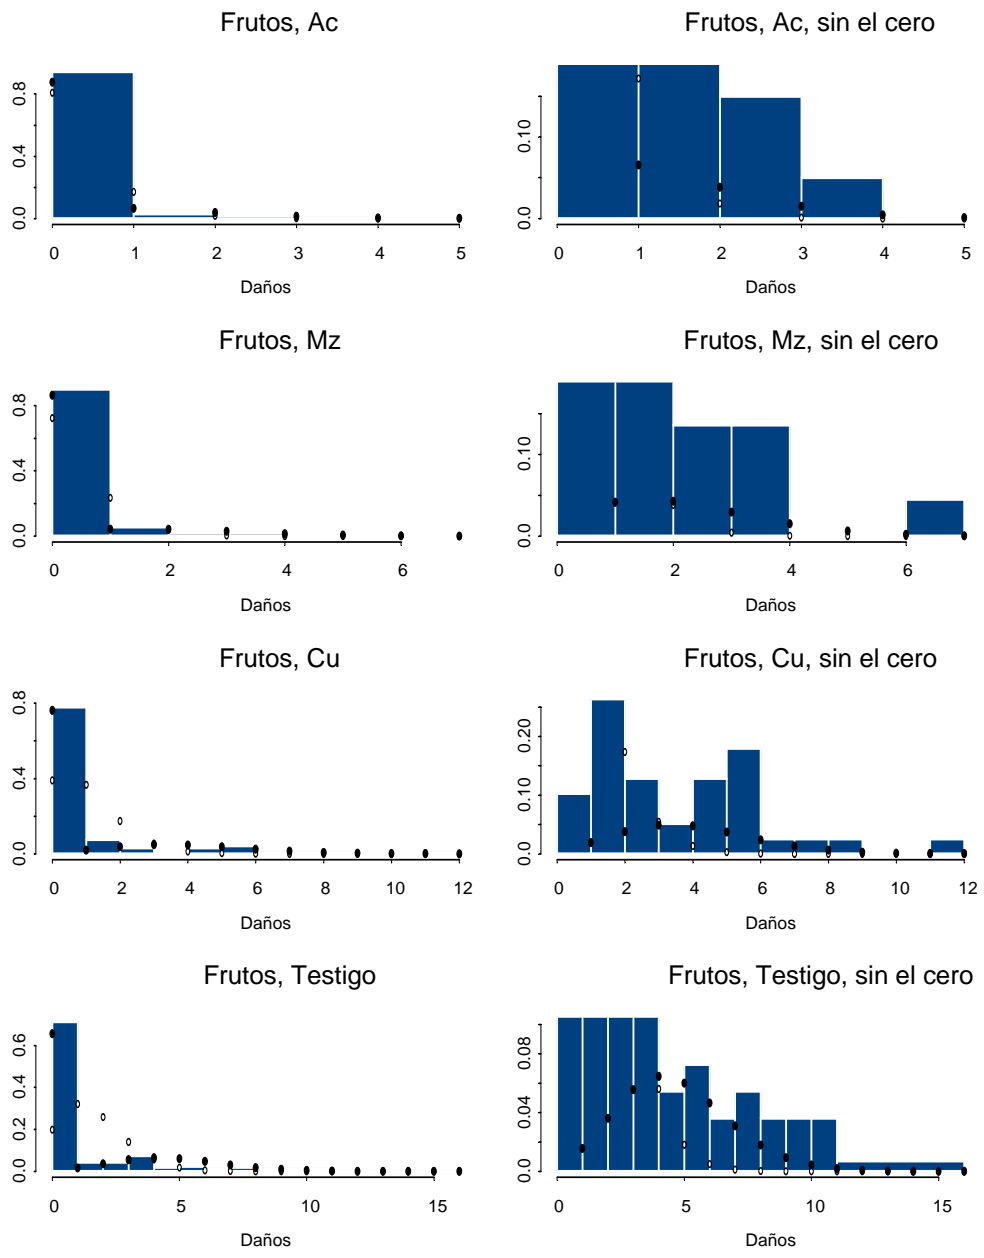 Frutos, Ac
0.0 0.4 0.8
0 1 2 3 4 5
Daños
Frutos, Ac, sin el cero
0.0 0.10
0 1 2 3 4 5
Daños
Frutos, Mz
0.0 0.4 0.8
0 2 4 6
Daños
Frutos, Mz, sin el cero
0.0 0.10
0 2 4 6
Daños
Frutos, Cu
0.0 0.4 0.8
0 2 4 6 8 10 12
Daños
Frutos, Cu, sin el cero
0.0 0.10 0.20
0 2 4 6 8 10 12
Daños
Frutos, Testigo
0.0 0.2 0.4 0.6
0 5 10 15
Daños
Frutos, Testigo, sin el cero
0.0 0.04 0.08
0 5 10 15
Daños